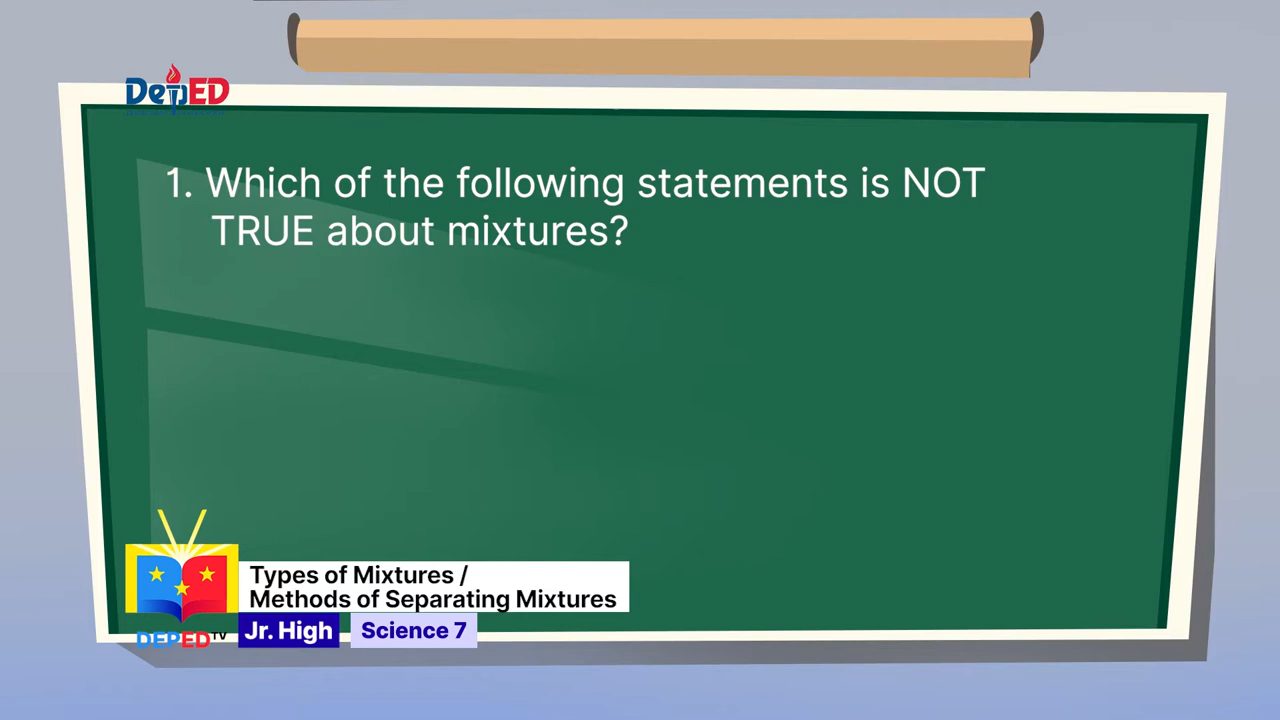 DepED
1. Which of the following statements is NOT
TRUE about mixtures?
Types of Mixtures /
Methods of Separating Mixtures
DEPED TV
Jr. High
Science 7